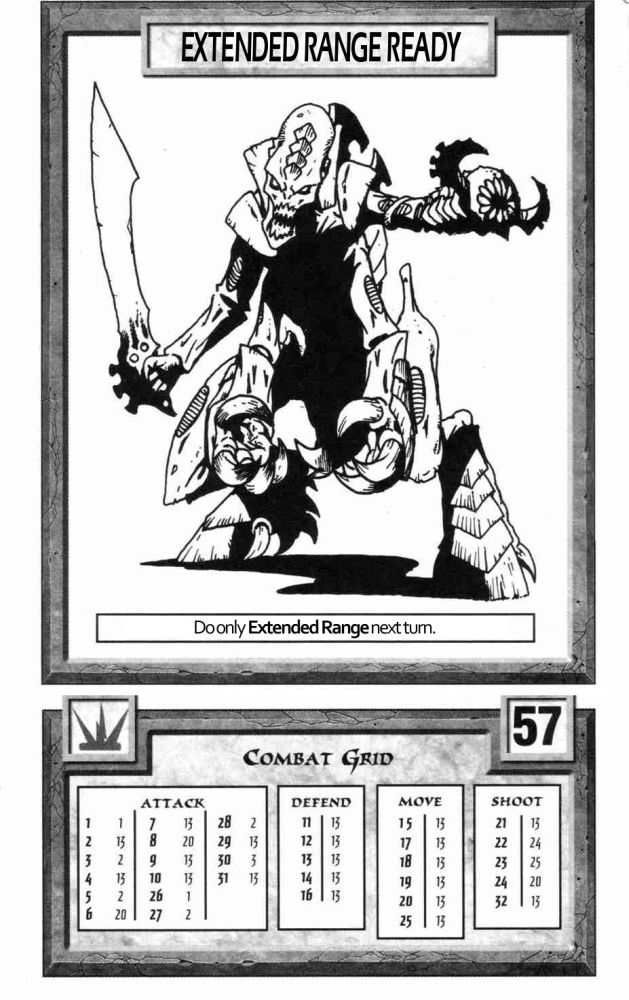 EXTENDED RANGE READY
Do only Extended Range next turn.
57
COMBAT GRID
ATTACK
1 1 7 13 28 2
2 13 8 20 29 13
3 2 9 13 30 3
4 13 10 13 31 13
5 2 26 1
6 20 27 2
DEFEND
11 13
12 13
13 13
14 13
16 13
MOVE
15 13
17 13
18 13
19 13
20 13
25 13
SHOOT
21 13
22 24
23 25
24 20
32 13